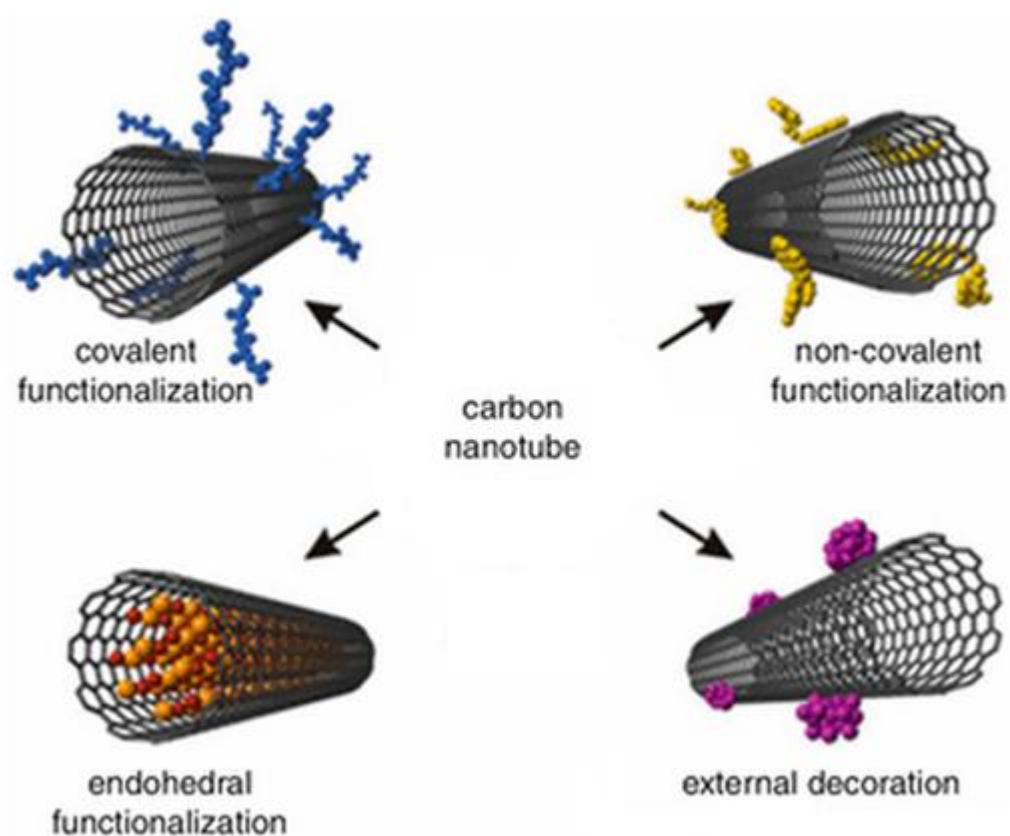 covalent
functionalization
non-covalent
functionalization
carbon
nanotube
endohedral
functionalization
external decoration